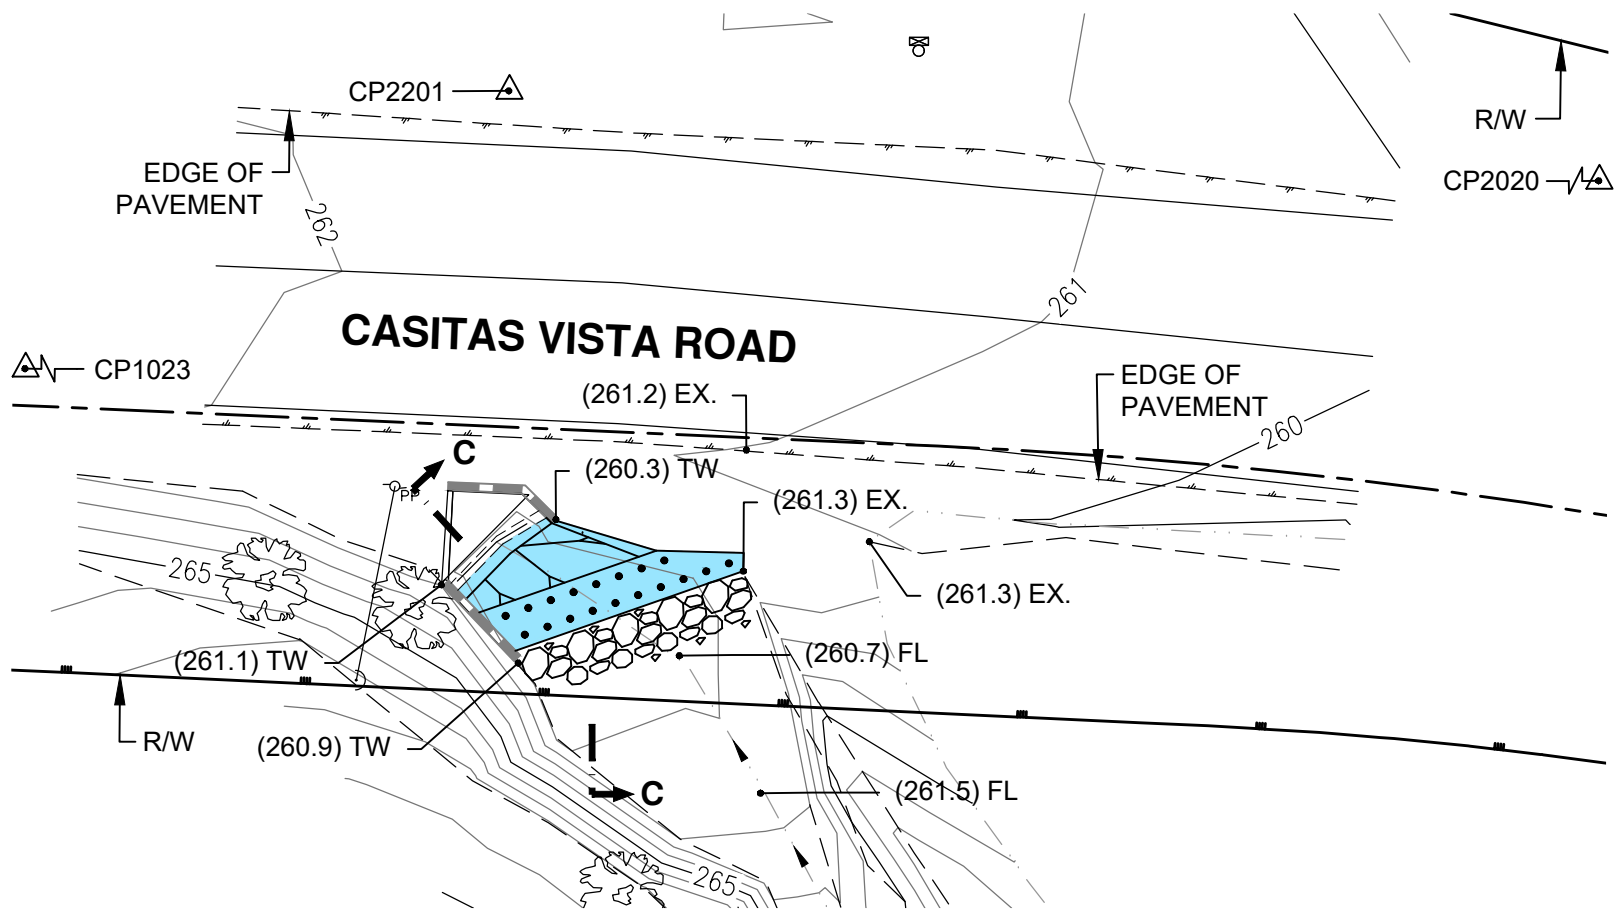 CP2201
R/W
EDGE OF
PAVEMENT
CP2020
262
261
CASITAS VISTA ROAD
CP1023
(261.2) EX.
EDGE OF
PAVEMENT
260
C
(260.3) TW
(261.3) EX.
PP
265
(261.3) EX.
(261.1) TW
(260.7) FL
R/W
(260.9) TW
C
(261.5) FL
265